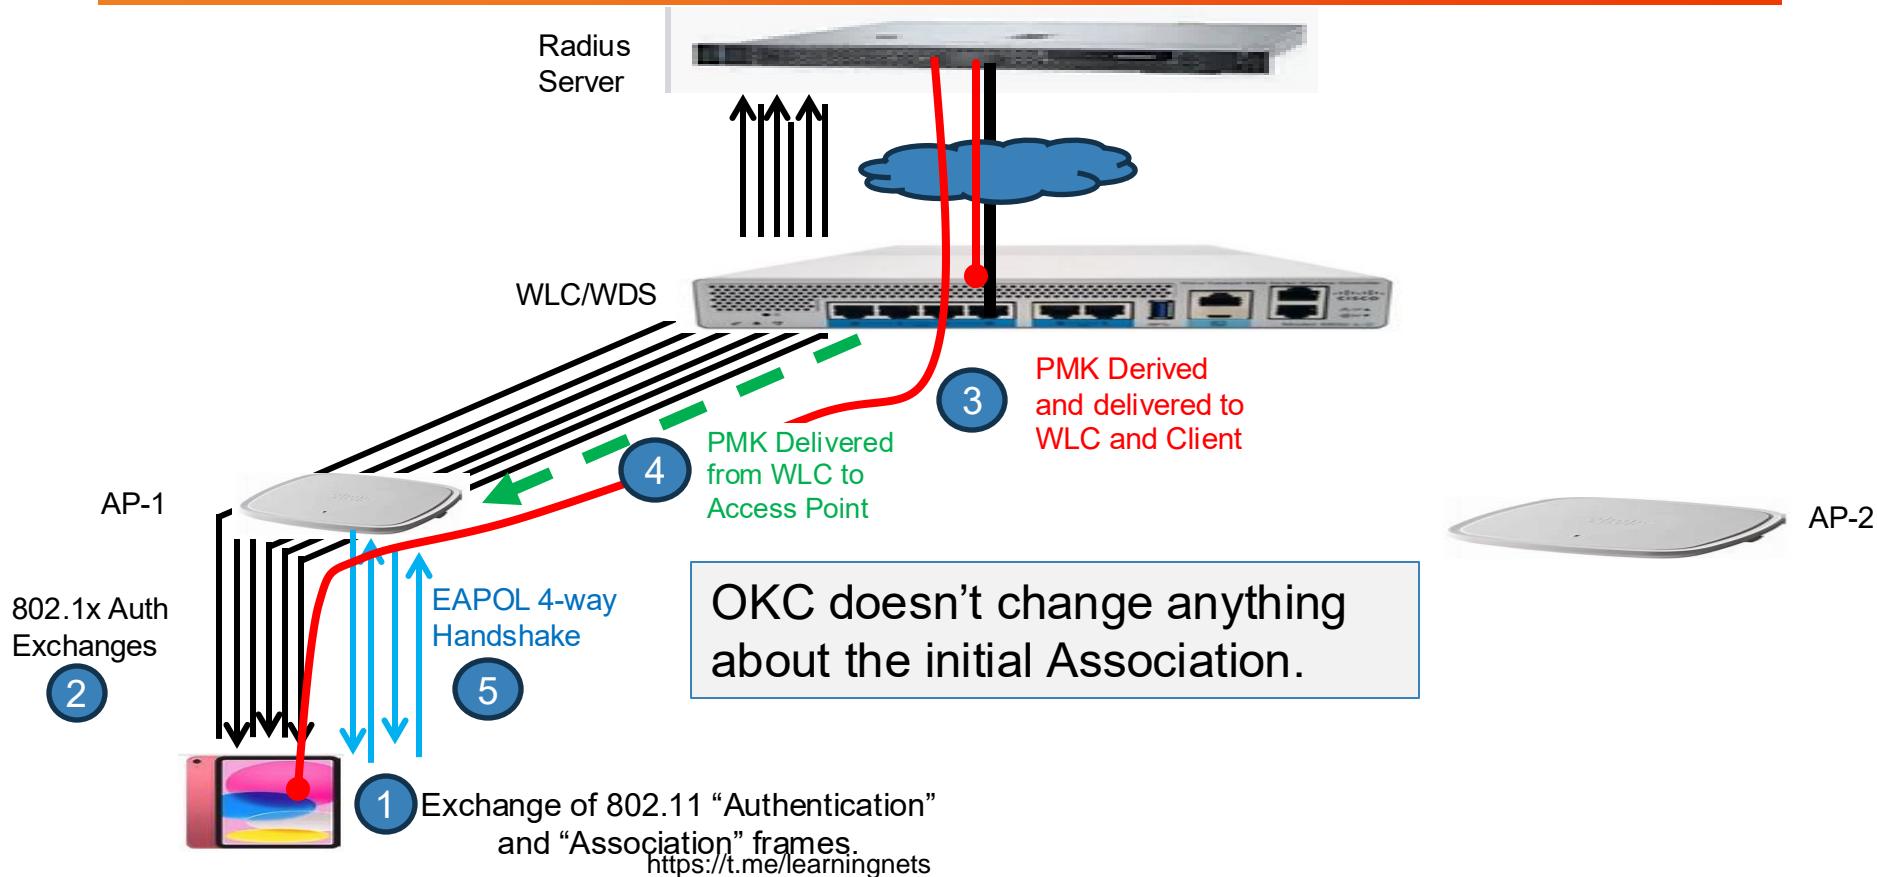 Radius
Server
WLC/WDS
CISCO
3
PMK Derived
and delivered to
WLC and Client
4
PMK Delivered
from WLC to
Access Point
AP-1
AP-2
802.1x Auth
Exchanges
2
EAPOL 4-way
Handshake
5
OKC doesn’t change anything
about the initial Association.
1
Exchange of 802.11 “Authentication”
and “Association” frames.
https://t.me/learningnets